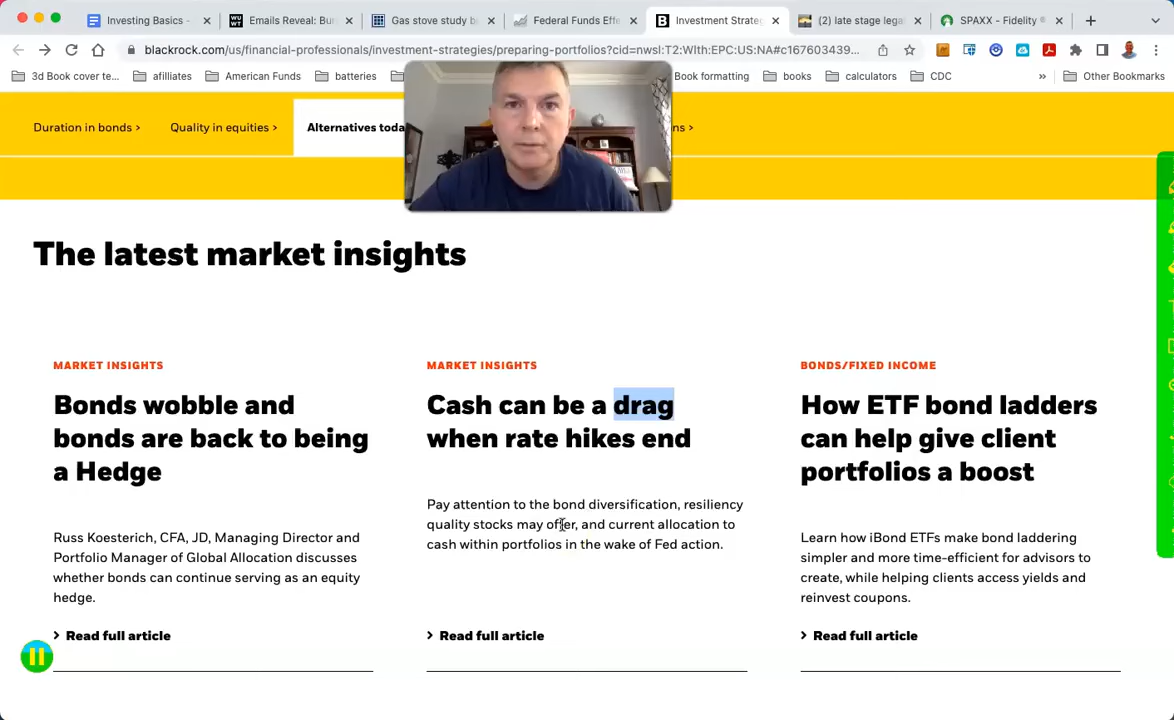 Investing Basics -
Emails Reveal: Bu
Gas stove study b
Federal Funds Effe
Investment Strate
(2) late stage lega
SPAXX - Fidelity ®
blackrock.com/us/financial-professionals/investment-strategies/preparing-portfolios?cid=nwsl:T2:WIth:EPC:US:NA#c167603439...
3d Book cover te...
afilliates
American Funds
batteries
Book formatting
books
calculators
CDC
»
Other Bookmarks
Duration in bonds >
Quality in equities >
Alternatives toda
ns >
The latest market insights
MARKET INSIGHTS
Bonds wobble and
bonds are back to being
a Hedge
Russ Koesterich, CFA, JD, Managing Director and
Portfolio Manager of Global Allocation discusses
whether bonds can continue serving as an equity
hedge.
> Read full article
MARKET INSIGHTS
Cash can be a drag
when rate hikes end
Pay attention to the bond diversification, resiliency
quality stocks may offer, and current allocation to
cash within portfolios in the wake of Fed action.
> Read full article
BONDS/FIXED INCOME
How ETF bond ladders
can help give client
portfolios a boost
Learn how iBond ETFs make bond laddering
simpler and more time-efficient for advisors to
create, while helping clients access yields and
reinvest coupons.
> Read full article